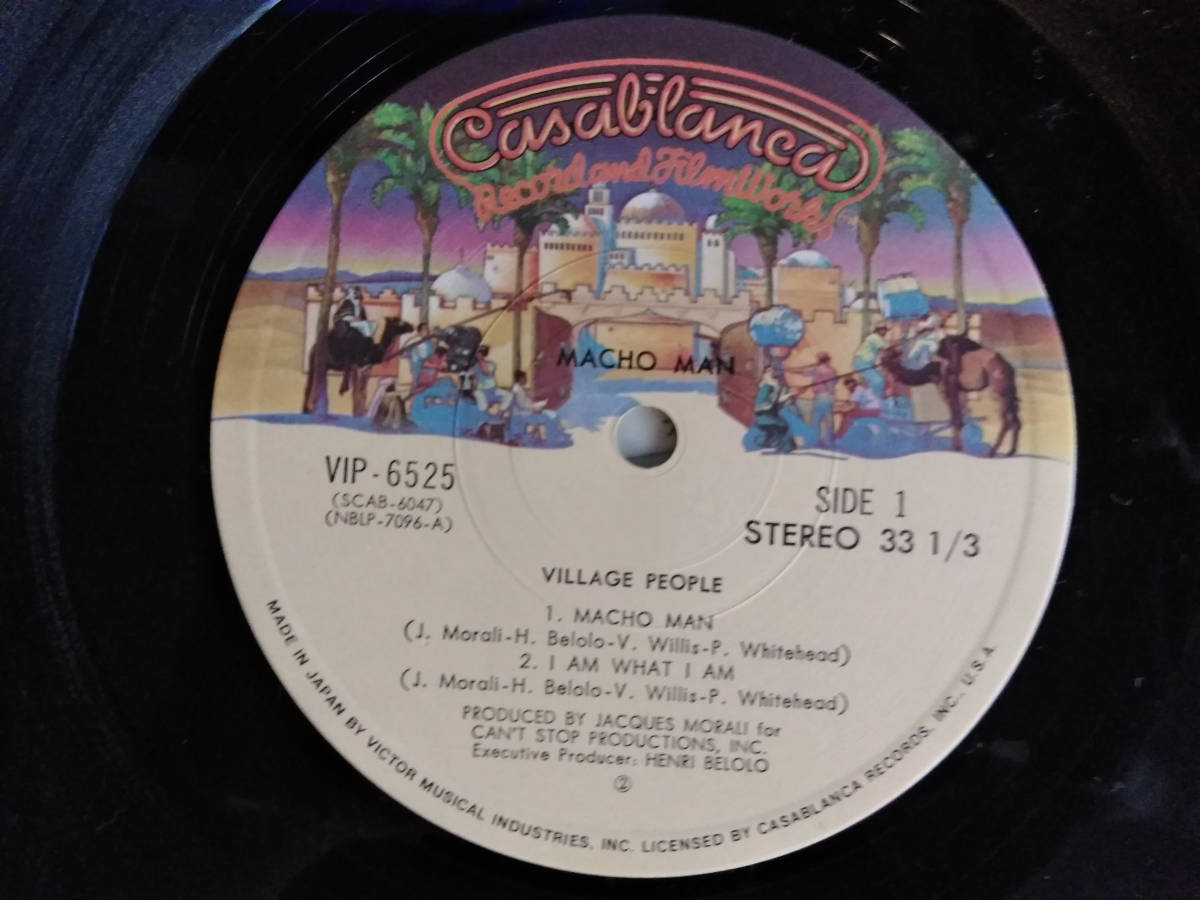 Casablanca
Record and FilmWorks
MACHO MAN
VIP-6525
(SCAB-6047)
(NBLP-7096-A)
SIDE 1
STEREO 33 1/3
VILLAGE PEOPLE
1. MACHO MAN
(J. Morali-H. Belolo-V. Willis-P. Whitehead)
2. I AM WHAT I AM
(J. Morali-H. Belolo-V. Willis-P. Whitehead)
PRODUCED BY JACQUES MORALI for
CAN'T STOP PRODUCTIONS, INC.
Executive Producer: HENRI BELOLO
②
MADE IN JAPAN BY VICTOR MUSICAL INDUSTRIES, INC. LICENSED BY CASABLANCA RECORDS, INC., U.S.A.